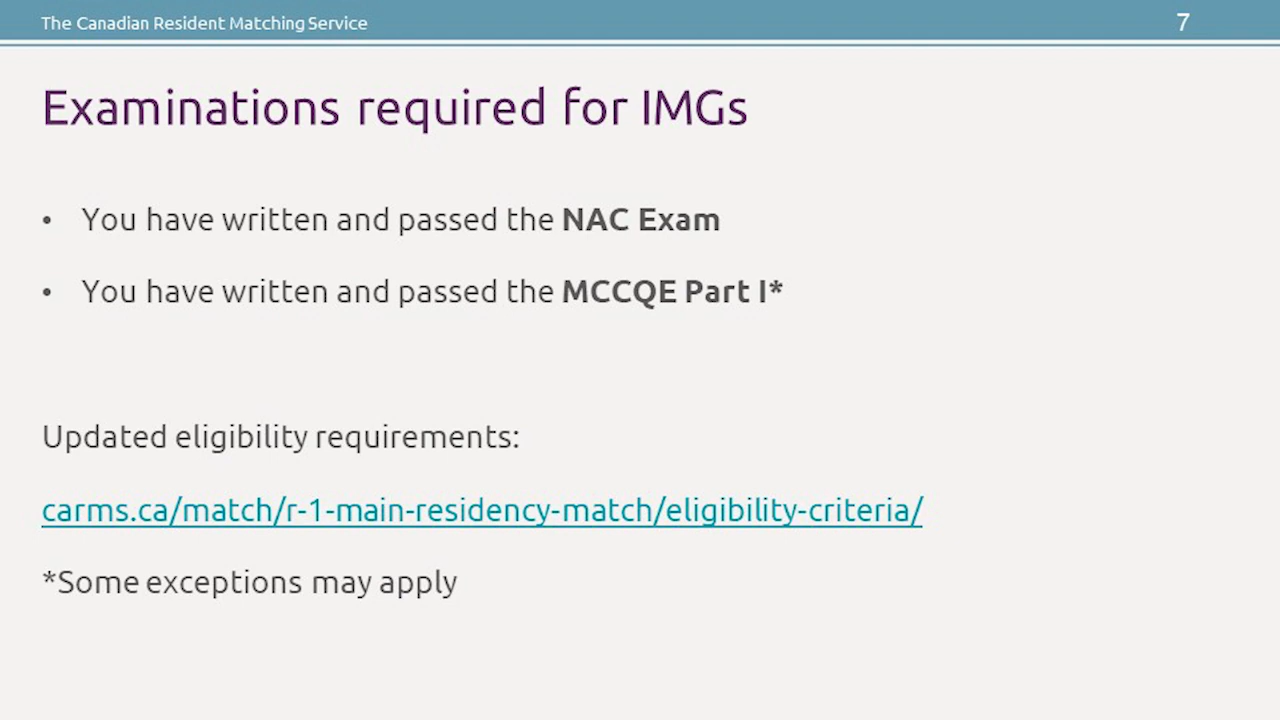 The Canadian Resident Matching Service 7
Examinations required for IMGs
• You have written and passed the NAC Exam
• You have written and passed the MCCQE Part I*
Updated eligibility requirements:
carms.ca/match/r-1-main-residency-match/eligibility-criteria/
*Some exceptions may apply